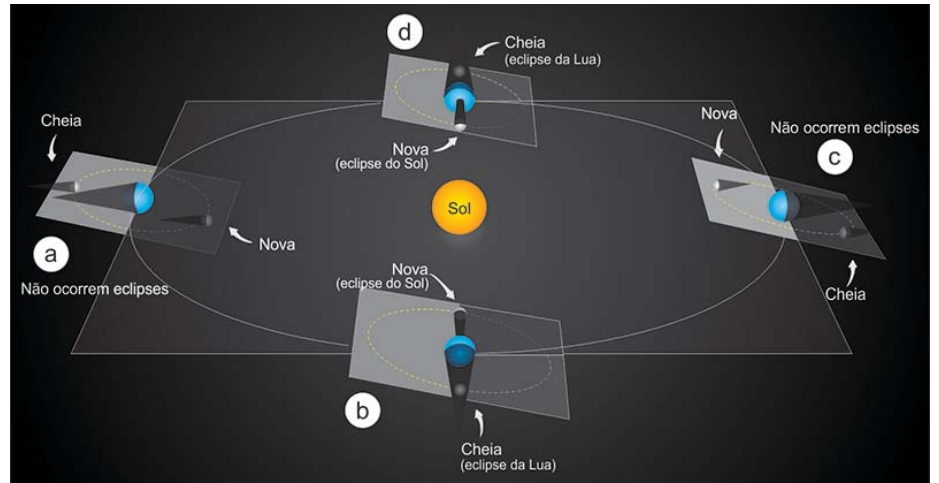 d
Cheia
(eclipse da Lua)
Nova
(eclipse do Sol)
Cheia
Nova
a
Não ocorrem eclipses
Sol
Nova
Não ocorrem eclipses
c
Cheia
Nova
(eclipse do Sol)
b
Cheia
(eclipse da Lua)